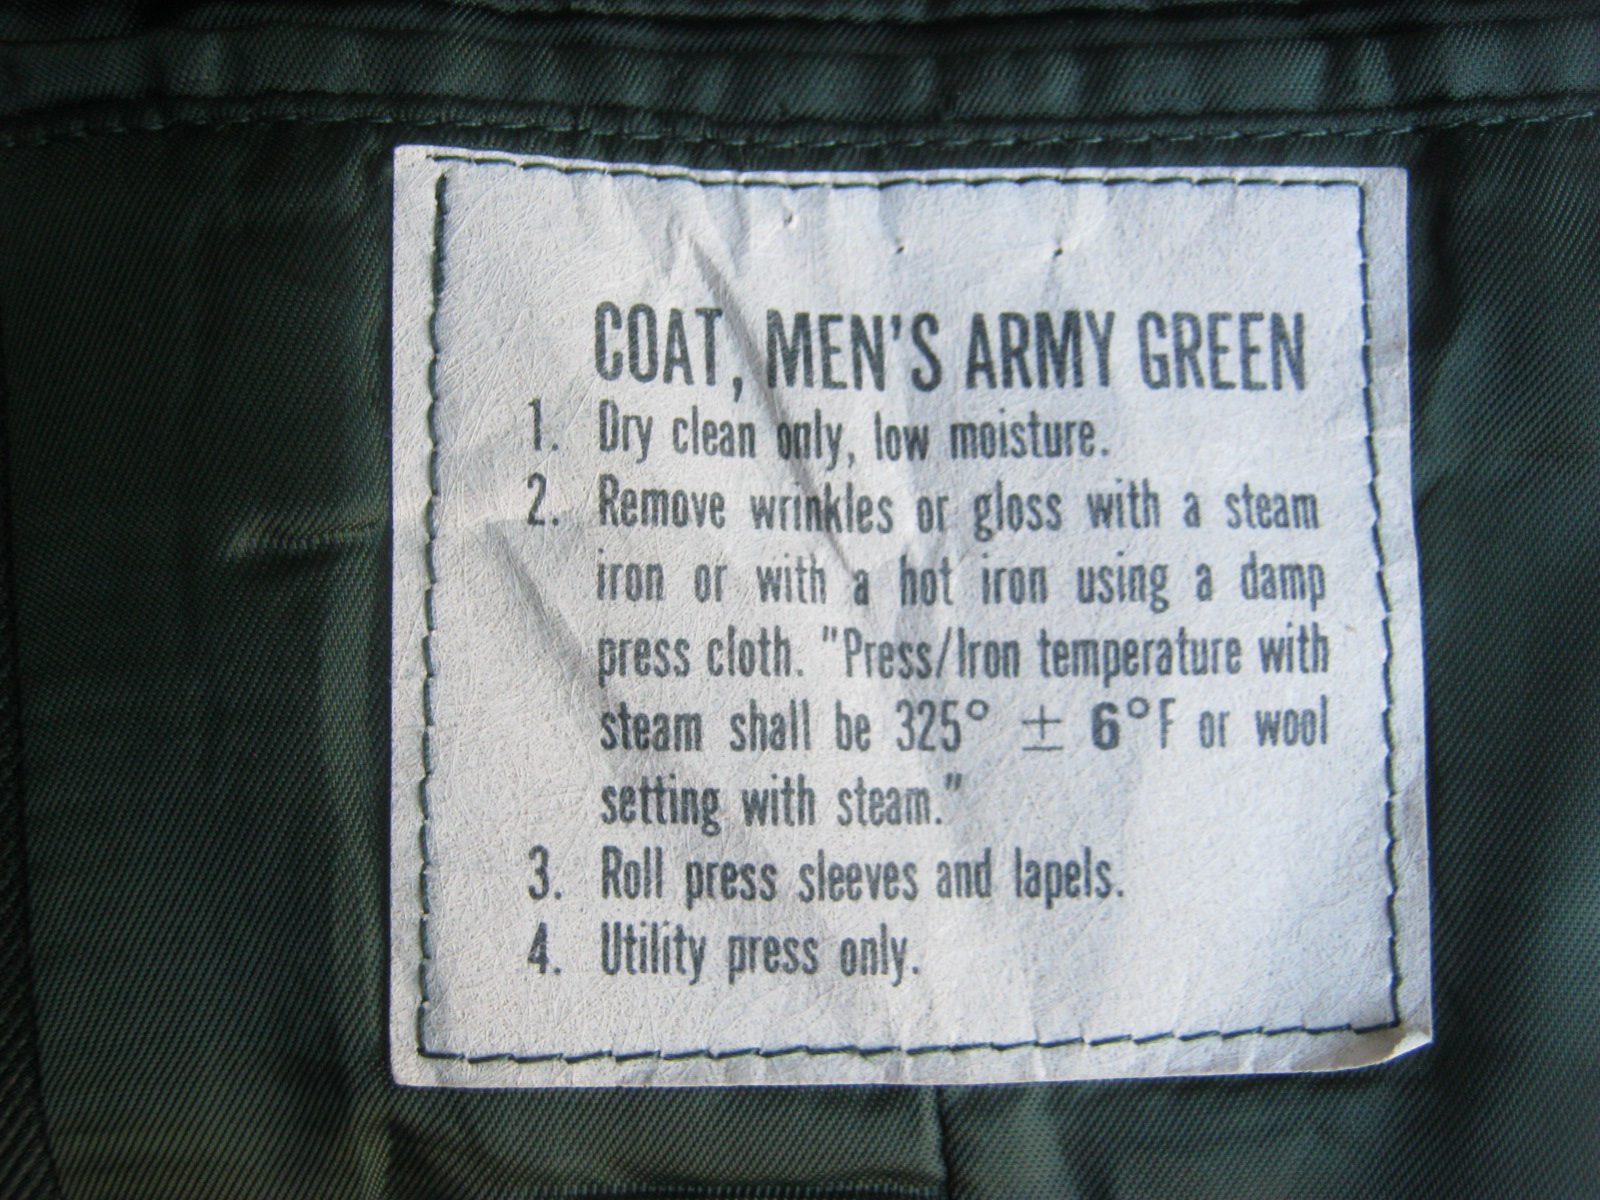 COAT, MEN'S ARMY GREEN
1. Dry clean only, low moisture.
2. Remove wrinkles or gloss with a steam
iron or with a hot iron using a damp
press cloth. "Press/Iron temperature with
steam shall be 325° ± 6°F or wool
setting with steam."
3. Roll press sleeves and lapels.
4. Utility press only.